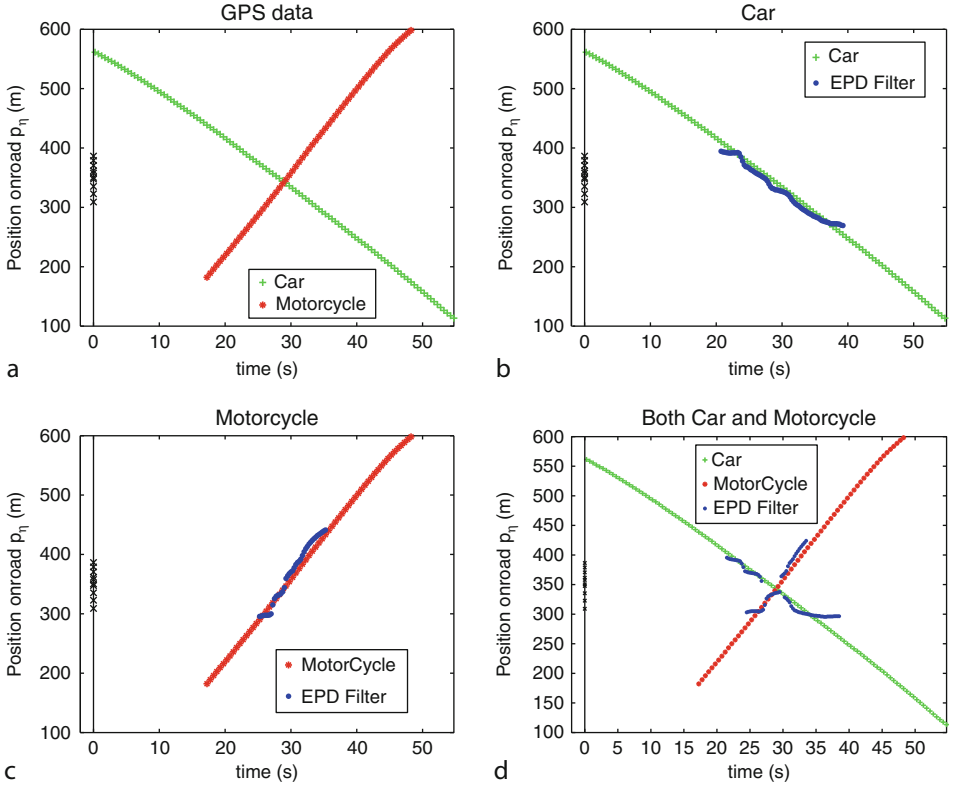 GPS data
Position onroad pη (m)
600
500
400
300
200
100
Car
Motorcycle
0 10 20 30 40 50
time (s)
a
Car
Position onroad pη (m)
600
500
400
300
200
100
Car
EPD Filter
0 10 20 30 40 50
time (s)
b
Motorcycle
Position onroad pη (m)
600
500
400
300
200
100
MotorCycle
EPD Filter
0 10 20 30 40 50
time (s)
c
Both Car and Motorcycle
Position onroad pη (m)
600
550
500
450
400
350
300
250
200
150
100
Car
MotorCycle
EPD Filter
0 5 10 15 20 25 30 35 40 45 50
time (s)
d